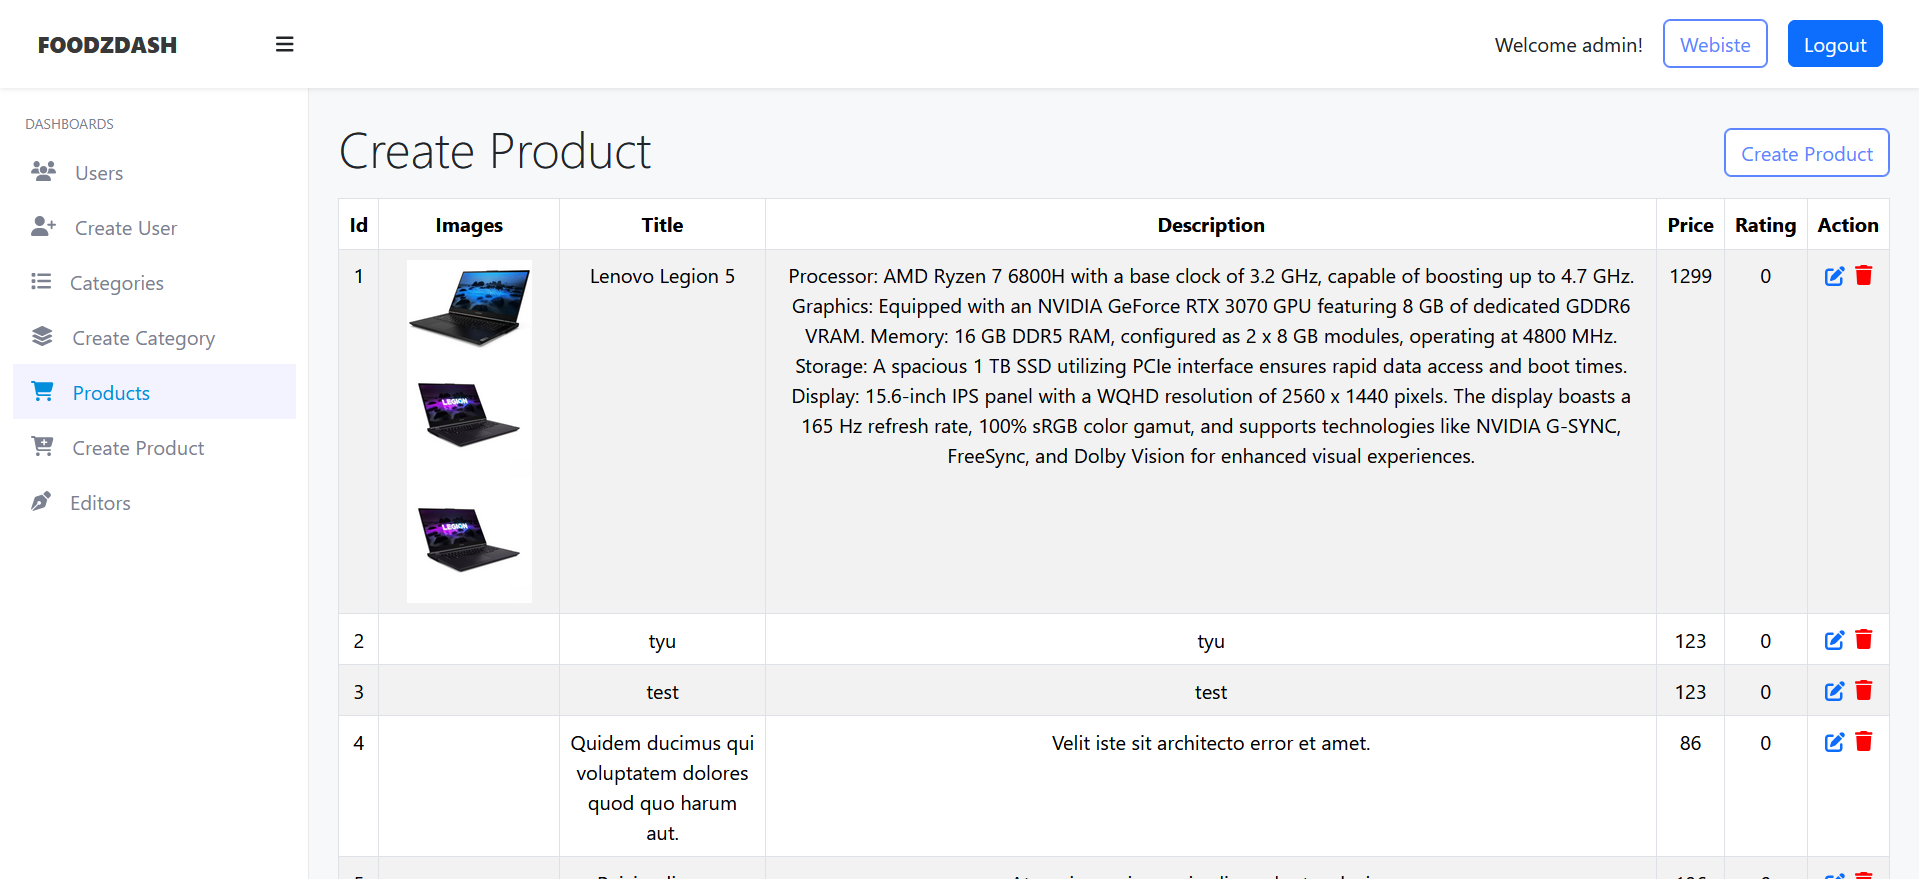 FOODZDASH
Welcome admin!
Webiste
Logout
DASHBOARDS
Users
Create User
Categories
Create Category
Products
Create Product
Editors
Create Product
Create Product
Id Images Title Description Price Rating Action
1 Lenovo Legion 5 Processor: AMD Ryzen 7 6800H with a base clock of 3.2 GHz, capable of boosting up to 4.7 GHz. 1299 0
Graphics: Equipped with an NVIDIA GeForce RTX 3070 GPU featuring 8 GB of dedicated GDDR6
VRAM. Memory: 16 GB DDR5 RAM, configured as 2 x 8 GB modules, operating at 4800 MHz.
Storage: A spacious 1 TB SSD utilizing PCIe interface ensures rapid data access and boot times.
Display: 15.6-inch IPS panel with a WQHD resolution of 2560 x 1440 pixels. The display boasts a
165 Hz refresh rate, 100% sRGB color gamut, and supports technologies like NVIDIA G-SYNC,
FreeSync, and Dolby Vision for enhanced visual experiences.
LEGION
LEGION
2 tyu tyu 123 0
3 test test 123 0
4 Quidem ducimus qui Velit iste sit architecto error et amet. 86 0
voluptatem dolores
quod quo harum
aut.